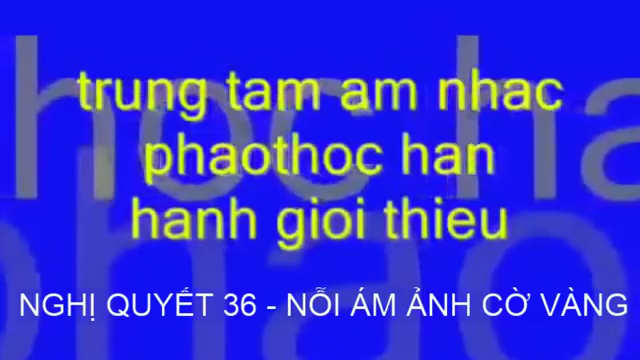 trung tam am nhac
phaothoc han
hanh gioi thieu
NGHỊ QUYẾT 36 - NỖI ÁM ẢNH CỜ VÀNG